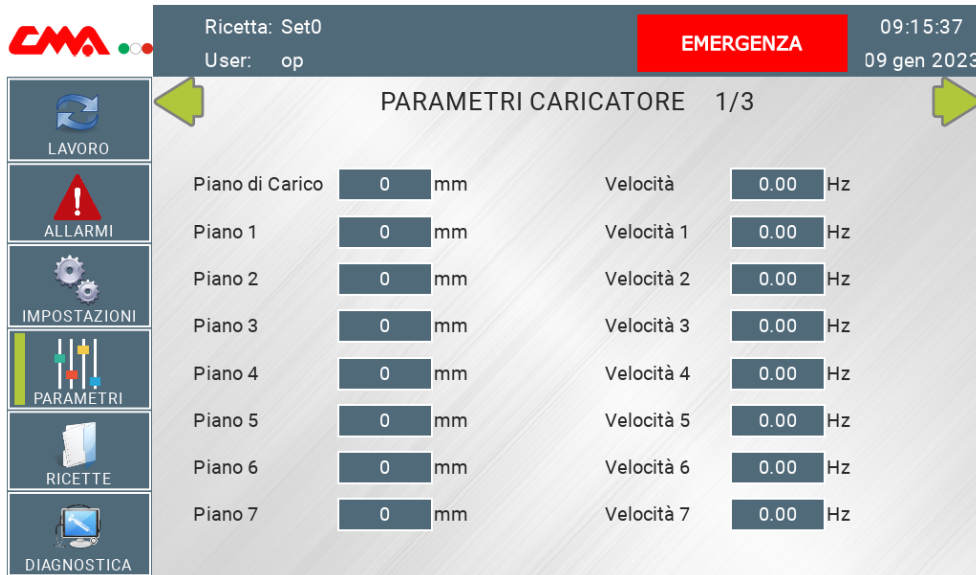 CMA
Ricetta: Set0
User: op
EMERGENZA
09:15:37
09 gen 2023
LAVORO
ALLARMI
IMPOSTAZIONI
PARAMETRI
RICETTE
DIAGNOSTICA
PARAMETRI CARICATORE 1/3
Piano di Carico 0 mm Velocità 0.00 Hz
Piano 1 0 mm Velocità 1 0.00 Hz
Piano 2 0 mm Velocità 2 0.00 Hz
Piano 3 0 mm Velocità 3 0.00 Hz
Piano 4 0 mm Velocità 4 0.00 Hz
Piano 5 0 mm Velocità 5 0.00 Hz
Piano 6 0 mm Velocità 6 0.00 Hz
Piano 7 0 mm Velocità 7 0.00 Hz